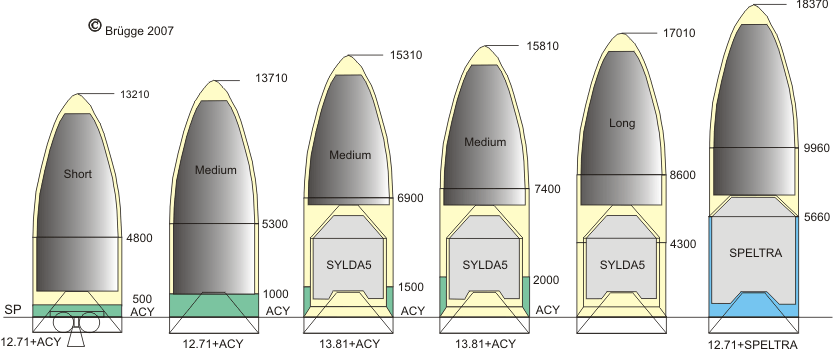 © Brügge 2007
13210
Short
4800
500
SP
ACY
12.71+ACY
13710
Medium
5300
1000
ACY
12.71+ACY
15310
Medium
6900
SYLDA5
1500
ACY
13.81+ACY
15810
Medium
7400
SYLDA5
2000
ACY
13.81+ACY
17010
Long
8600
4300
SYLDA5
18370
9960
5660
SPELTRA
12.71+SPELTRA